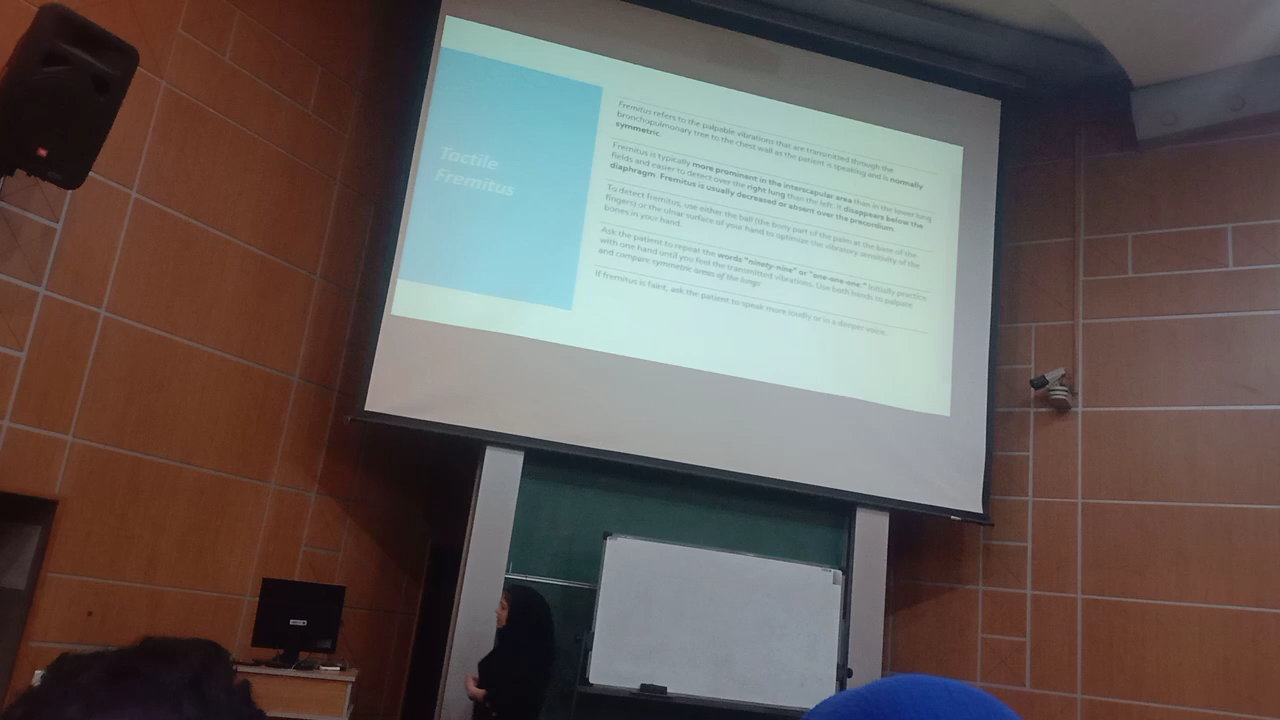 Tactile
Fremitus
Fremitus refers to the palpable vibrations that are transmitted through the
bronchopulmonary tree to the chest wall as the patient is speaking and is normally
symmetric.
Fremitus is typically more prominent in the interscapular area than in the lower lung
fields and easier to detect over the right lung than the left. It disappears below the
diaphragm. Fremitus is usually decreased or absent over the precordium.
To detect fremitus, use either the ball (the bony part of the palm at the base of the
fingers) or the ulnar surface of your hand to optimize the vibratory sensitivity of the
bones in your hand.
Ask the patient to repeat the words "ninety-nine" or "one-one-one." Initially practice
with one hand until you feel the transmitted vibrations. Use both hands to palpate
and compare symmetric areas of the lungs
If fremitus is faint, ask the patient to speak more loudly or in a deeper voice.